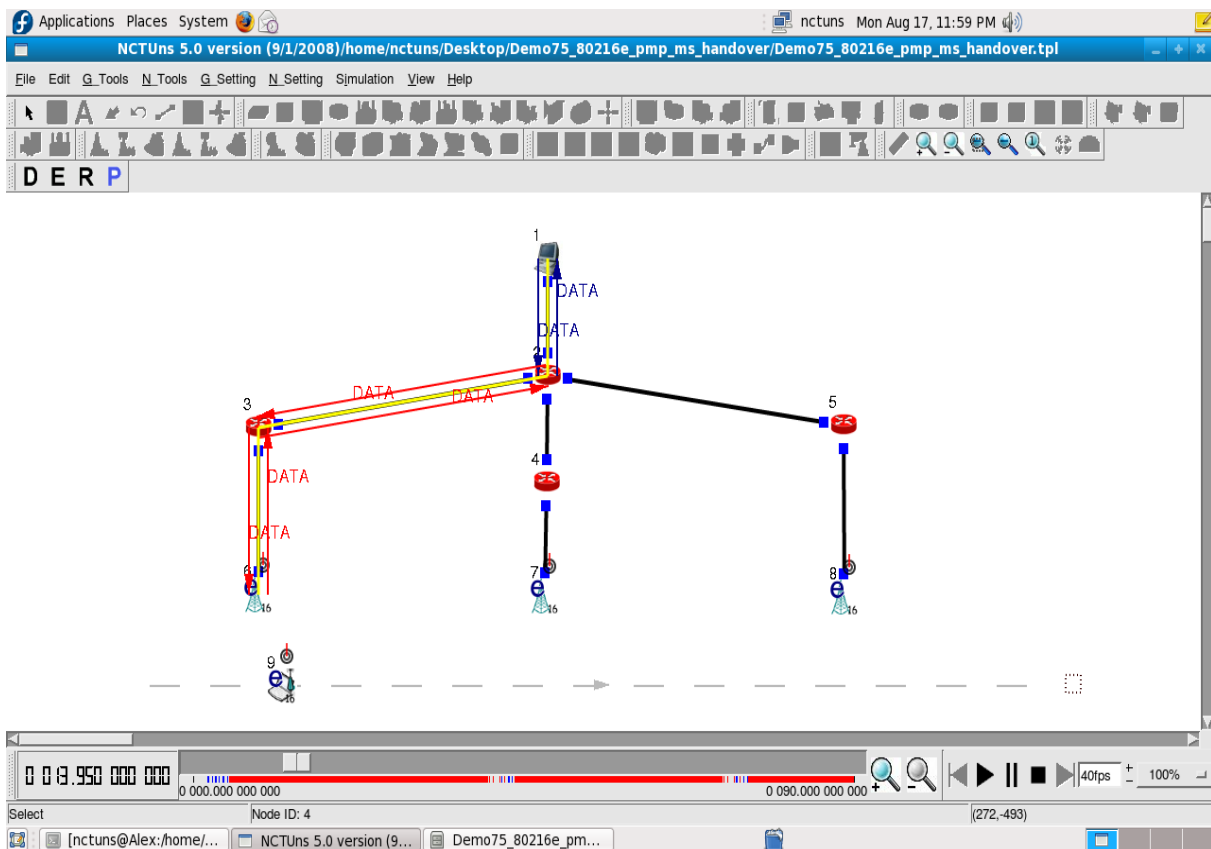 Applications Places System nctuns Mon Aug 17, 11:59 PM
NCTUns 5.0 version (9/1/2008)/home/nctuns/Desktop/Demo75_80216e_pmp_ms_handover/Demo75_80216e_pmp_ms_handover.tpl
File Edit G_Tools N_Tools G_Setting N_Setting Simulation View Help
D E R P
1
DATA
DATA
2
DATA
DATA
3
5
4
DATA
DATA
6
7
8
e
e
e
16
16
16
9
e
16
0 013.950 000 000
0 000.000 000 000
0 090.000 000 000
40fps
+
-
100%
Select
Node ID: 4
(272,-493)
[nctuns@Alex:/home/...
NCTUns 5.0 version (9...
Demo75_80216e_pm...